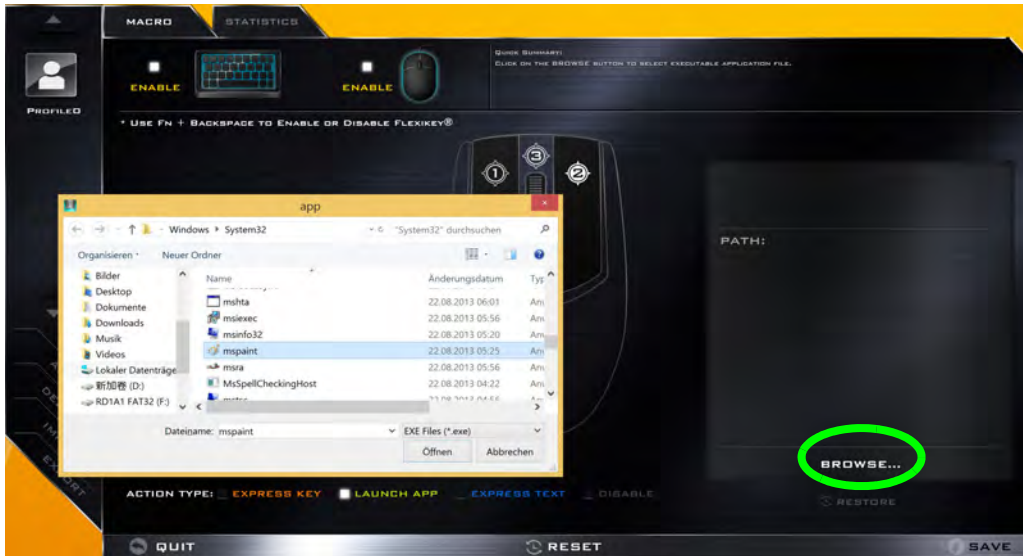 MACRO
STATISTICS
PROFILE0
ENABLE
ENABLE
QUICK SUMMARY:
CLICK ON THE BROWSE BUTTON TO SELECT EXECUTABLE APPLICATION FILE.
* USE FN + BACKSPACE TO ENABLE OR DISABLE FLEXIKEY®
1
3
2
app
Windows ▸ System32
"System32" durchsuchen
Organisieren
Neuer Ordner
Bilder
Desktop
Dokumente
Downloads
Musik
Videos
Lokaler Datenträge
新加卷 (D:)
RD1A1 FAT32 (F:)
Name Änderungsdatum Typ
mshta 22.08.2013 06:01
msiexec 22.08.2013 05:56
msinfo32 22.08.2013 05:20
mspaint 22.08.2013 05:25
msra 22.08.2013 05:56
MsSpellCheckingHost 22.08.2013 04:22
Dateiname: mspaint
EXE Files (*.exe)
Öffnen
Abbrechen
PATH:
BROWSE...
RESTORE
ACTION TYPE: EXPRESS KEY LAUNCH APP EXPRESS TEXT DISABLE
QUIT
RESET
SAVE